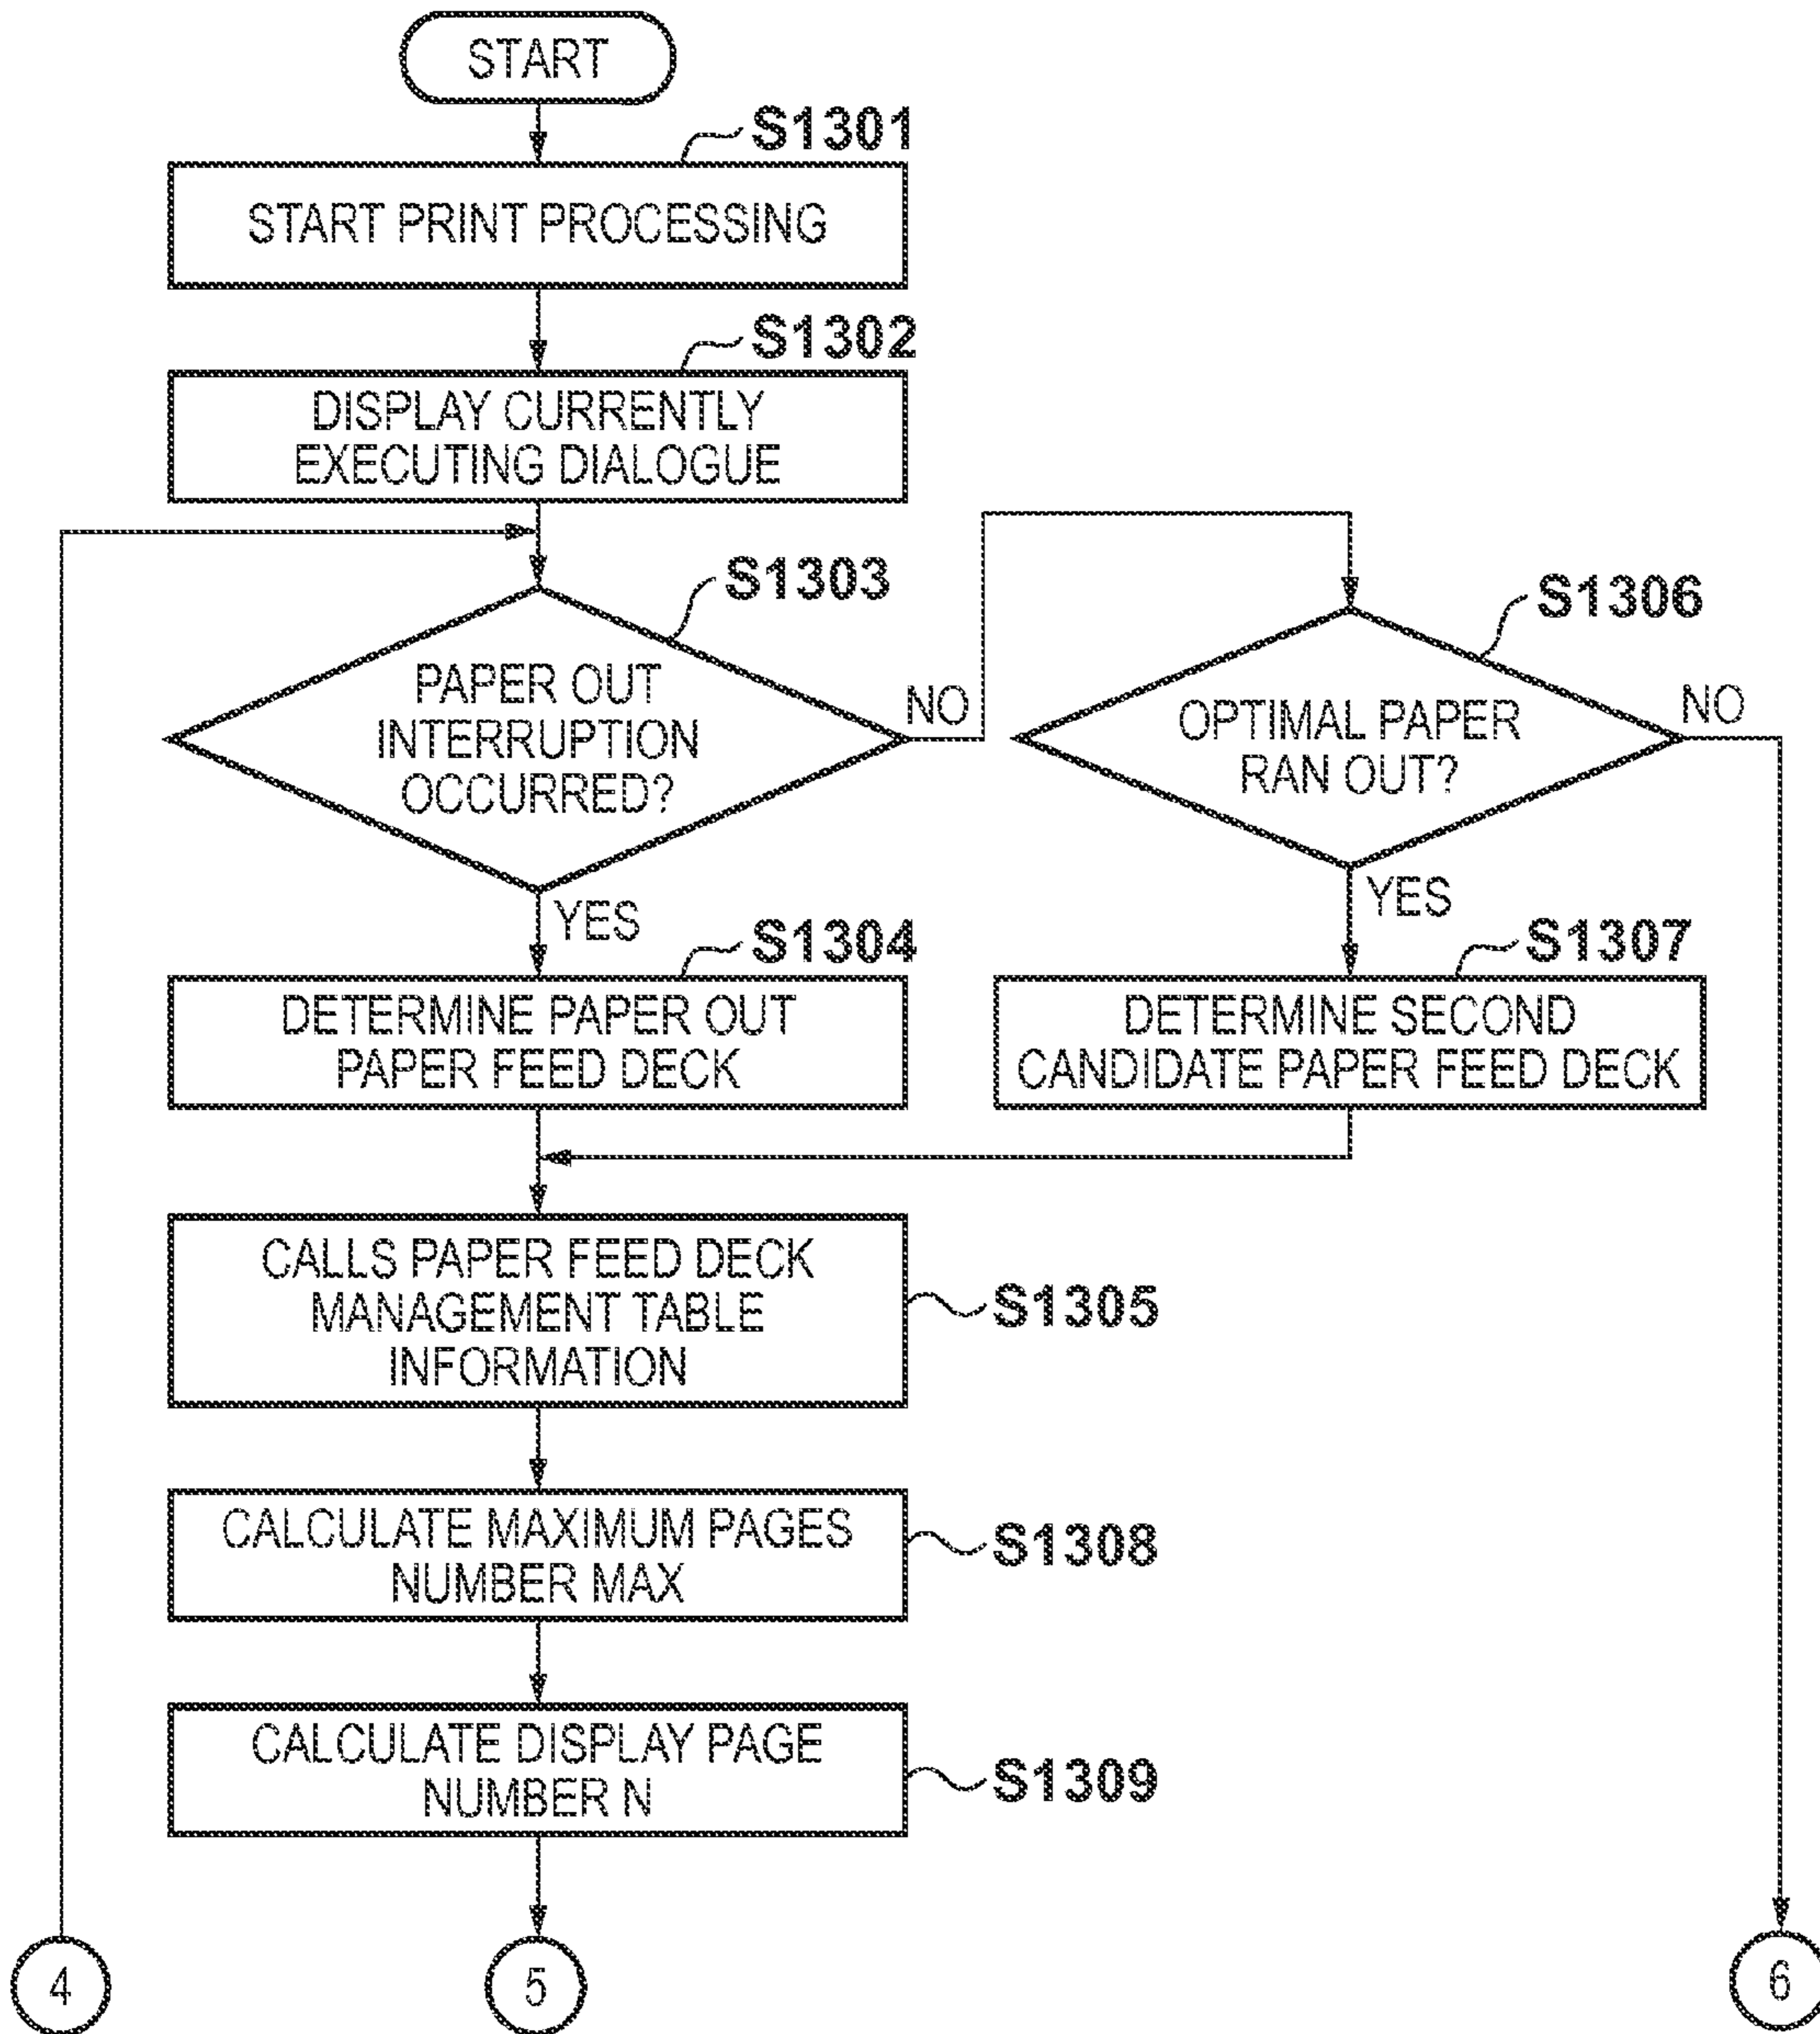 START
S1301
START PRINT PROCESSING
S1302
DISPLAY CURRENTLY
EXECUTING DIALOGUE
S1303
PAPER OUT
INTERRUPTION
OCCURRED?
NO
YES
S1306
OPTIMAL PAPER
RAN OUT?
NO
YES
S1304
DETERMINE PAPER OUT
PAPER FEED DECK
S1307
DETERMINE SECOND
CANDIDATE PAPER FEED DECK
CALLS PAPER FEED DECK
MANAGEMENT TABLE
INFORMATION
S1305
CALCULATE MAXIMUM PAGES
NUMBER MAX
S1308
CALCULATE DISPLAY PAGE
NUMBER N
S1309
4
5
6